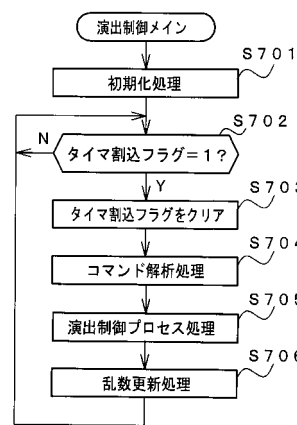 演出制御メイン
S701
初期化処理
S702
N
タイマ割込フラグ=1?
Y
S703
タイマ割込フラグをクリア
S704
コマンド解析処理
S705
演出制御プロセス処理
S706
乱数更新処理